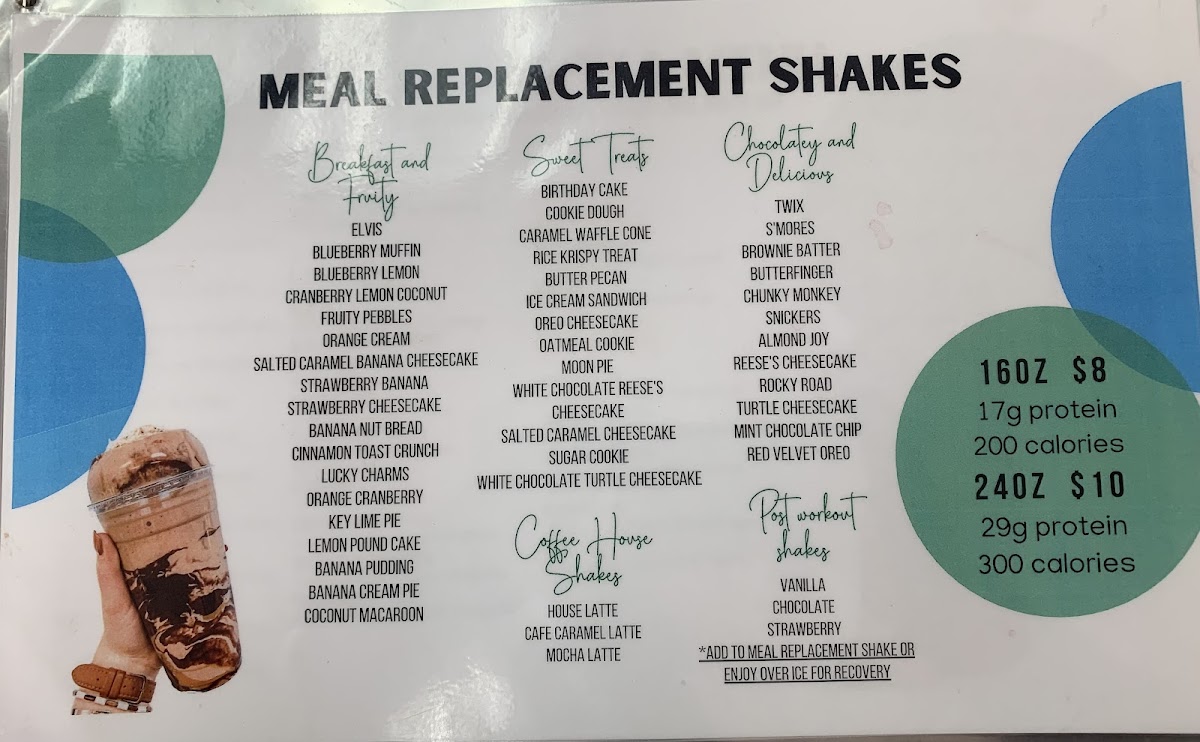 MEAL REPLACEMENT SHAKES
Breakfast and
Fruity
ELVIS
BLUEBERRY MUFFIN
BLUEBERRY LEMON
CRANBERRY LEMON COCONUT
FRUITY PEBBLES
ORANGE CREAM
SALTED CARAMEL BANANA CHEESECAKE
STRAWBERRY BANANA
STRAWBERRY CHEESECAKE
BANANA NUT BREAD
CINNAMON TOAST CRUNCH
LUCKY CHARMS
ORANGE CRANBERRY
KEY LIME PIE
LEMON POUND CAKE
BANANA PUDDING
BANANA CREAM PIE
COCONUT MACAROON
Sweet Treats
BIRTHDAY CAKE
COOKIE DOUGH
CARAMEL WAFFLE CONE
RICE KRISPY TREAT
BUTTER PECAN
ICE CREAM SANDWICH
OREO CHEESECAKE
OATMEAL COOKIE
MOON PIE
WHITE CHOCOLATE REESE'S
CHEESECAKE
SALTED CARAMEL CHEESECAKE
SUGAR COOKIE
WHITE CHOCOLATE TURTLE CHEESECAKE
Coffee House
Shakes
HOUSE LATTE
CAFE CARAMEL LATTE
MOCHA LATTE
Chocolatey and
Delicious
TWIX
S'MORES
BROWNIE BATTER
BUTTERFINGER
CHUNKY MONKEY
SNICKERS
ALMOND JOY
REESE'S CHEESECAKE
ROCKY ROAD
TURTLE CHEESECAKE
MINT CHOCOLATE CHIP
RED VELVET OREO
Post workout
shakes
VANILLA
CHOCOLATE
STRAWBERRY
*ADD TO MEAL REPLACEMENT SHAKE OR
ENJOY OVER ICE FOR RECOVERY
16OZ $8
17g protein
200 calories
24OZ $10
29g protein
300 calories